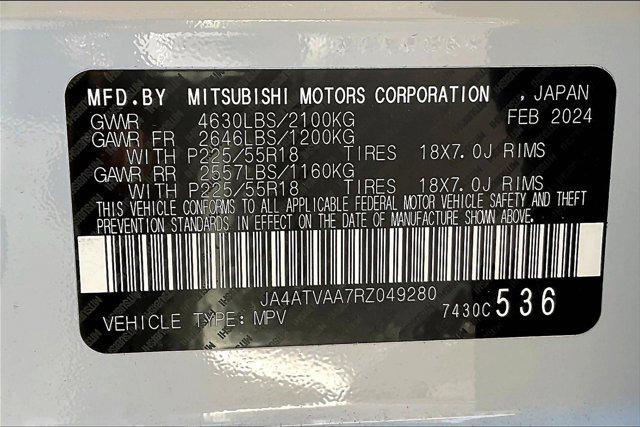 MFD.BY MITSUBISHI MOTORS CORPORATION , JAPAN
GWR 4630LBS/2100KG FEB 2024
GAWR FR 2646LBS/1200KG
WITH P225/55R18 TIRES 18X7.0J RIMS
GAWR RR 2557LBS/1160KG
WITH P225/55R18 TIRES 18X7.0J RIMS
THIS VEHICLE CONFORMS TO ALL APPLICABLE FEDERAL MOTOR VEHICLE SAFETY AND THEFT
PREVENTION STANDARDS IN EFFECT ON THE DATE OF MANUFACTURE SHOWN ABOVE.
JA4ATVAA7RZ049280
VEHICLE TYPE: MPV 7430C 536